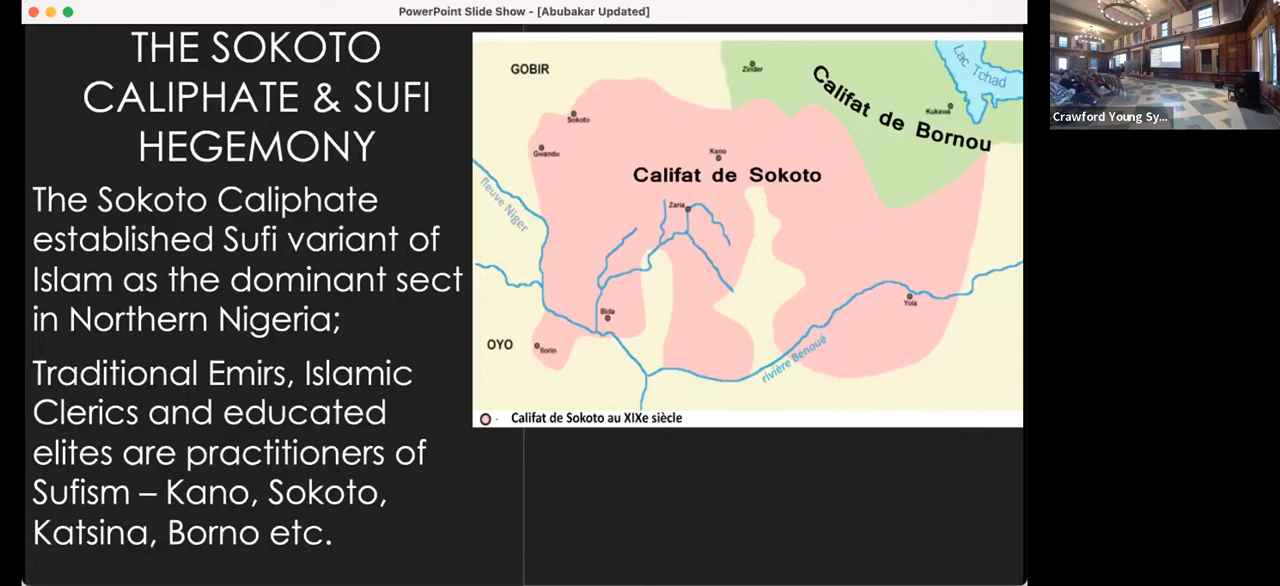 PowerPoint Slide Show - [Abubakar Updated]
THE SOKOTO
CALIPHATE & SUFI
HEGEMONY
The Sokoto Caliphate
established Sufi variant of
Islam as the dominant sect
in Northern Nigeria;
Traditional Emirs, Islamic
Clerics and educated
elites are practitioners of
Sufism – Kano, Sokoto,
Katsina, Borno etc.
GOBIR
Zinder
Lac Tchad
Califat de Bornou
Kukawa
Sokoto
Gwandu
Kano
Califat de Sokoto
fleuve Niger
Zaria
Bida
Yola
OYO
Ilorin
rivière Bénoué
Califat de Sokoto au XIXe siècle
Crawford Young Sy...